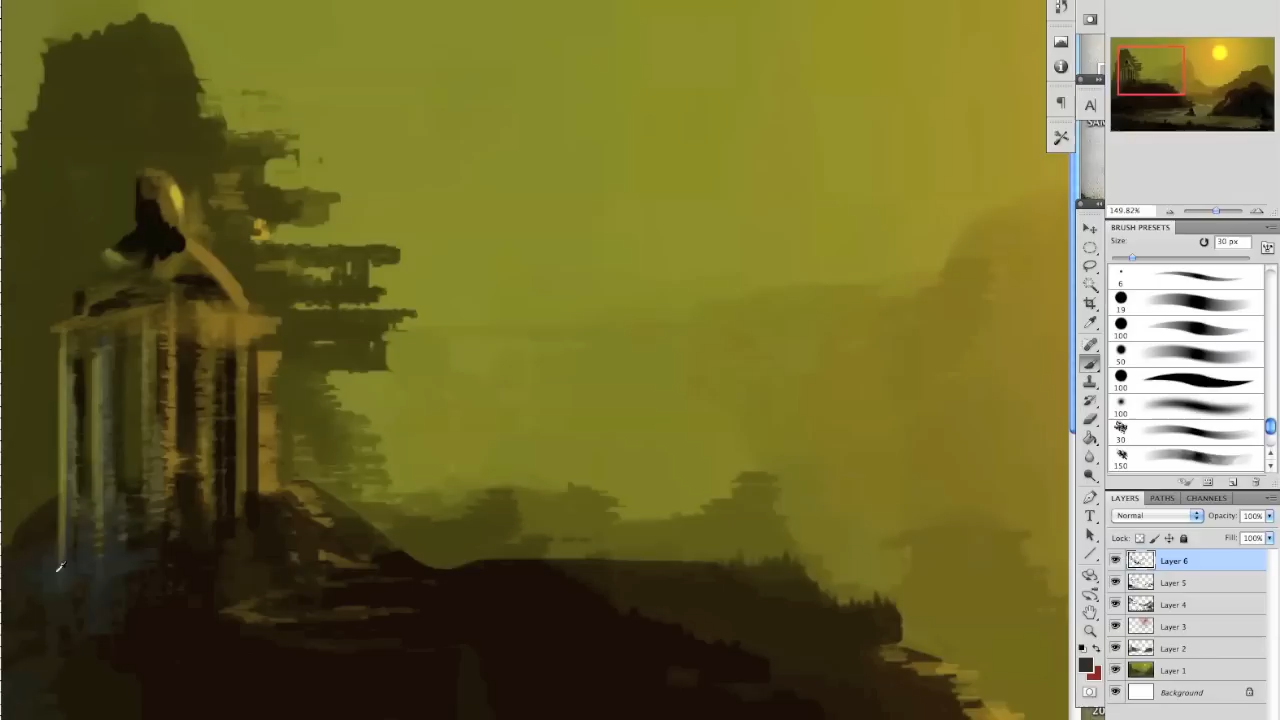 149.82%
BRUSH PRESETS
Size:
30 px
6
19
100
50
100
100
30
150
LAYERS PATHS CHANNELS
Normal Opacity: 100%
Lock: Fill: 100%
Layer 6
Layer 5
Layer 4
Layer 3
Layer 2
Layer 1
Background